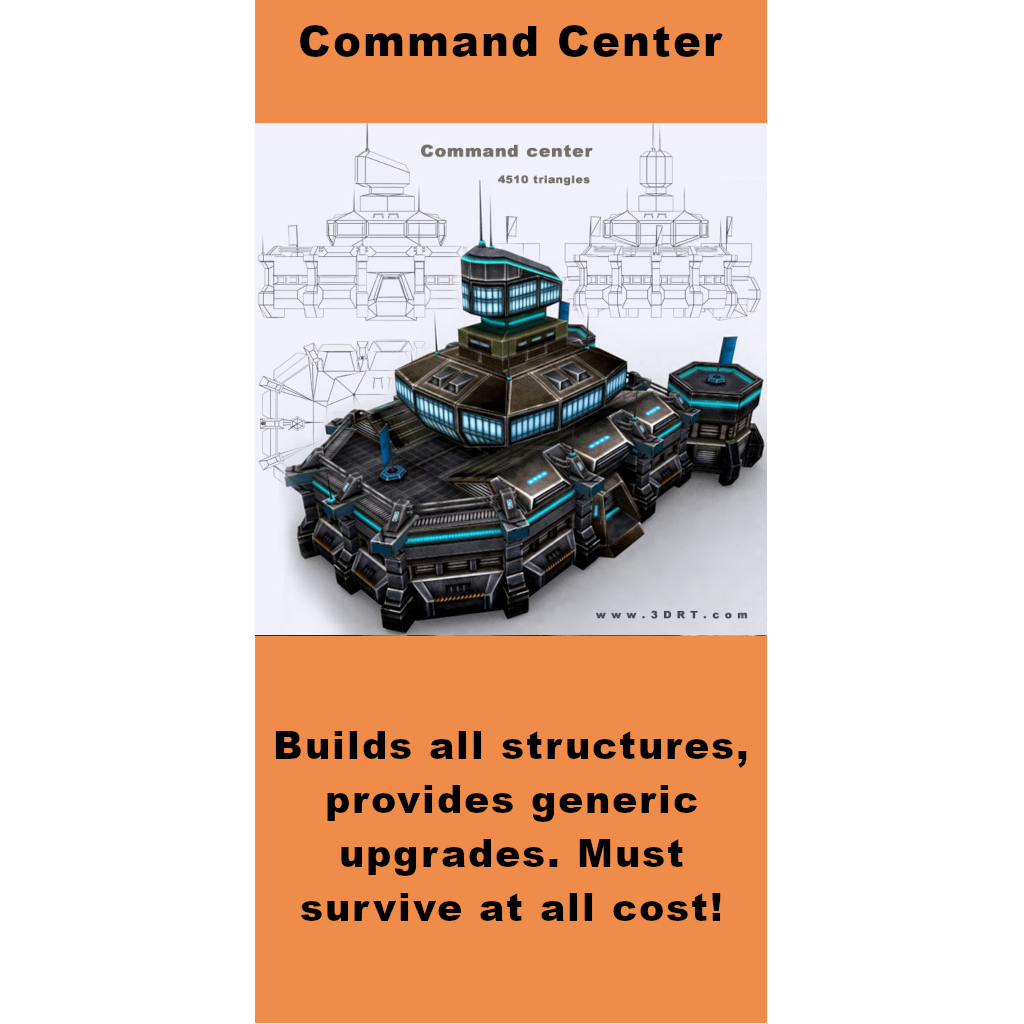 Command Center
Command center
4510 triangles
www.3DRT.com
Builds all structures,
provides generic
upgrades. Must
survive at all cost!